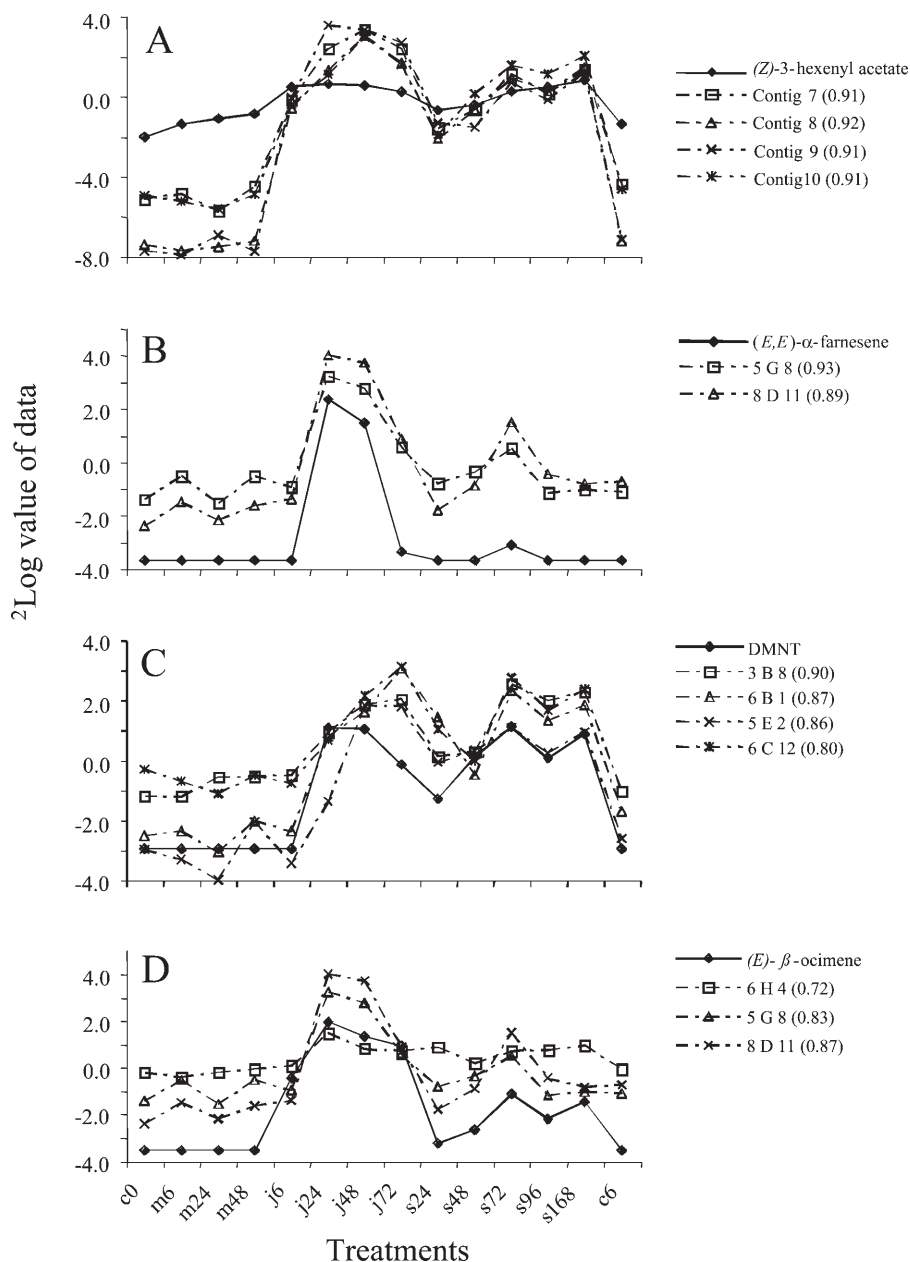 A
4.0
0.0
-4.0
-8.0
(Z)-3-hexenyl acetate
Contig 7 (0.91)
Contig 8 (0.92)
Contig 9 (0.91)
Contig10 (0.91)
B
4.0
2.0
0.0
-2.0
-4.0
(E,E)-α-farnesene
5 G 8 (0.93)
8 D 11 (0.89)
²Log value of data
C
4.0
2.0
0.0
-2.0
-4.0
DMNT
3 B 8 (0.90)
6 B 1 (0.87)
5 E 2 (0.86)
6 C 12 (0.80)
D
4.0
2.0
0.0
-2.0
-4.0
(E)- β-ocimene
6 H 4 (0.72)
5 G 8 (0.83)
8 D 11 (0.87)
c0 m6 m24 m48 j6 j24 j48 j72 s24 s48 s72 s96 s168 c6
Treatments